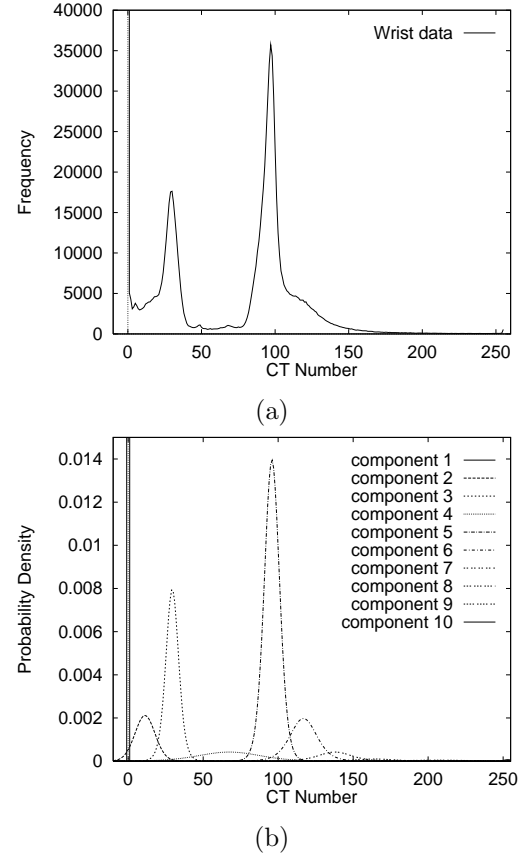 40000
35000
30000
25000
20000
15000
10000
5000
0
Frequency
Wrist data
0 50 100 150 200 250
CT Number
(a)
0.014
0.012
0.01
0.008
0.006
0.004
0.002
0
Probability Density
component 1
component 2
component 3
component 4
component 5
component 6
component 7
component 8
component 9
component 10
0 50 100 150 200 250
CT Number
(b)